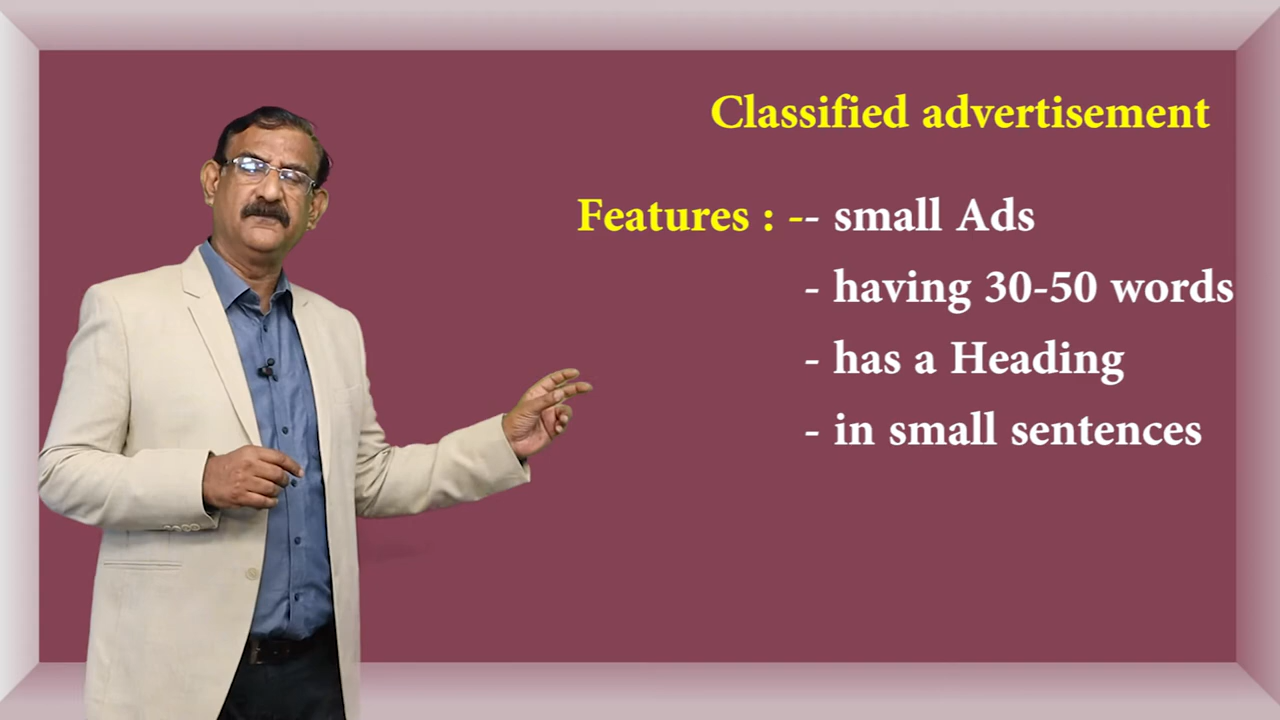 Classified advertisement
Features : -- small Ads
- having 30-50 words
- has a Heading
- in small sentences